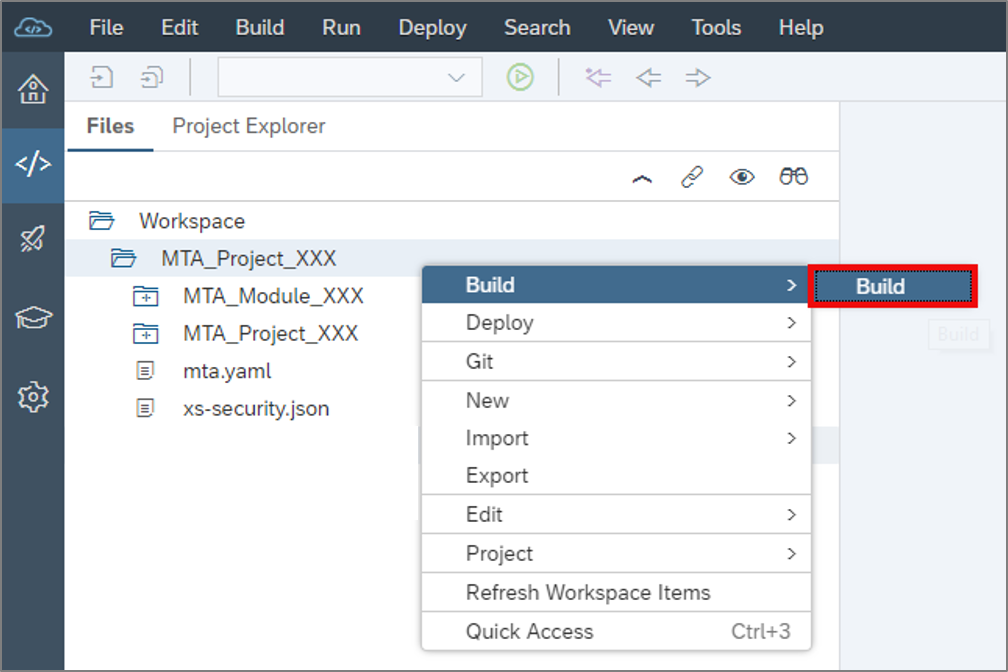 File Edit Build Run Deploy Search View Tools Help
Files Project Explorer
Workspace
MTA_Project_XXX
MTA_Module_XXX
MTA_Project_XXX
mta.yaml
xs-security.json
Build
Build
Build
Deploy
Git
New
Import
Export
Edit
Project
Refresh Workspace Items
Quick Access Ctrl+3